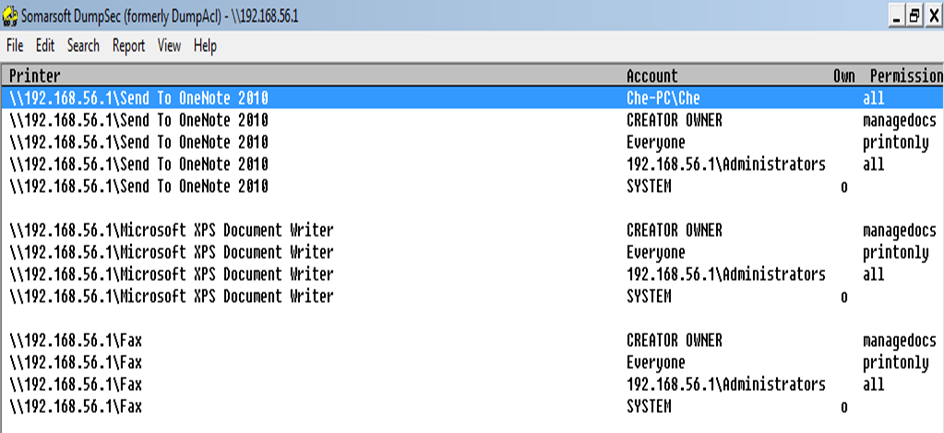 Somarsoft DumpSec (formerly DumpAcl) - \\192.168.56.1
File Edit Search Report View Help
Printer Account Own Permission
\\192.168.56.1\Send To OneNote 2010 Che-PC\Che all
\\192.168.56.1\Send To OneNote 2010 CREATOR OWNER managedocs
\\192.168.56.1\Send To OneNote 2010 Everyone printonly
\\192.168.56.1\Send To OneNote 2010 192.168.56.1\Administrators all
\\192.168.56.1\Send To OneNote 2010 SYSTEM o
\\192.168.56.1\Microsoft XPS Document Writer CREATOR OWNER managedocs
\\192.168.56.1\Microsoft XPS Document Writer Everyone printonly
\\192.168.56.1\Microsoft XPS Document Writer 192.168.56.1\Administrators all
\\192.168.56.1\Microsoft XPS Document Writer SYSTEM o
\\192.168.56.1\Fax CREATOR OWNER managedocs
\\192.168.56.1\Fax Everyone printonly
\\192.168.56.1\Fax 192.168.56.1\Administrators all
\\192.168.56.1\Fax SYSTEM o